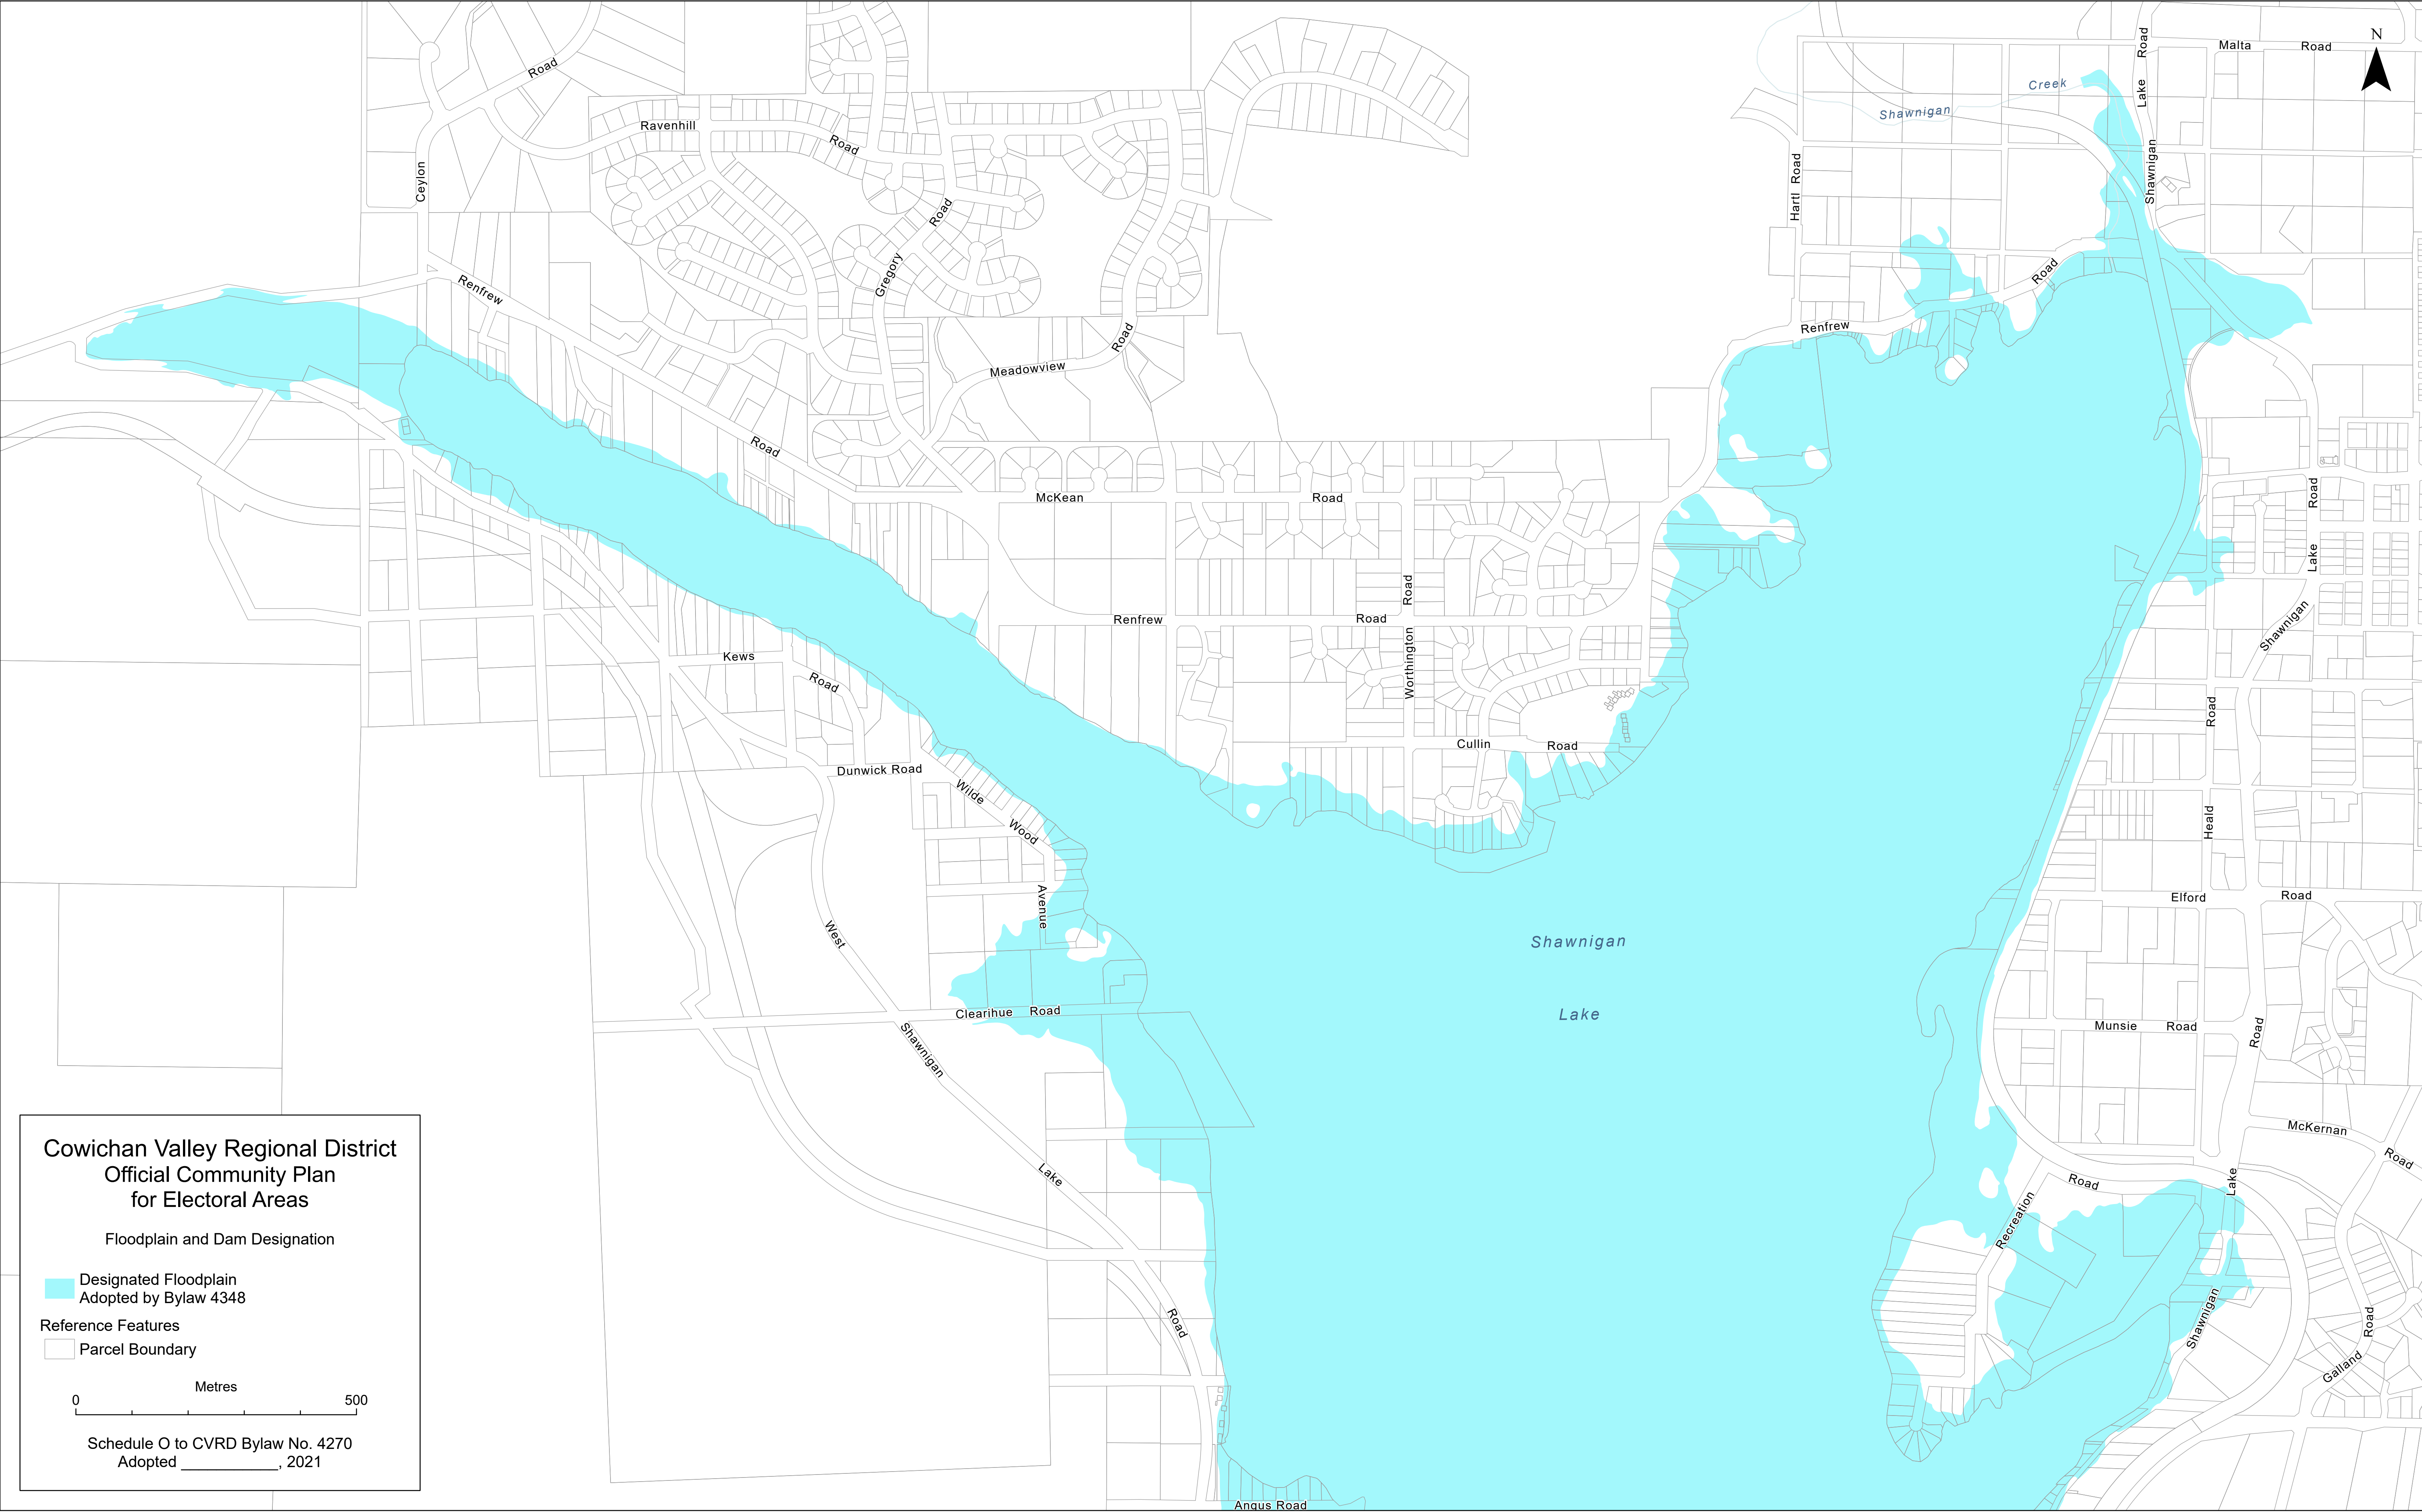 N
Malta Road
Lake Road
Creek
Shawnigan
Shawnigan
Hartl Road
Road
Renfrew
Road
Ravenhill
Road
Ceylon
Gregory
Road
Renfrew
Road
Meadowview
Road
McKean Road
Road
Worthington
Renfrew Road
Cullin Road
Kews
Road
Dunwick Road
Wilde
Wood
Avenue
West
Shawnigan
Lake
Road
Clearihue Road
Shawnigan
Lake
Road
Lake
Shawnigan
Road
Heald
Elford Road
Munsie Road
Road
McKernan
Road
Lake
Road
Recreation
Shawnigan
Galland
Road
Angus Road
Cowichan Valley Regional District
Official Community Plan
for Electoral Areas
Floodplain and Dam Designation
Designated Floodplain
Adopted by Bylaw 4348
Reference Features
Parcel Boundary
Metres
0 500
Schedule O to CVRD Bylaw No. 4270
Adopted ___________, 2021